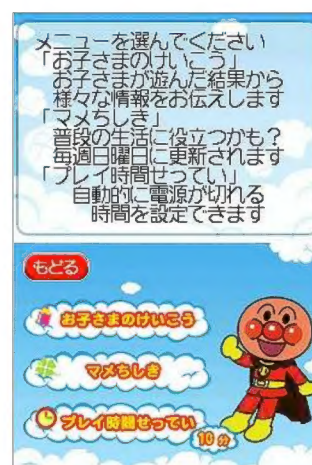 メニューを選んでください
「お子さまのけいこう」
お子さまが遊んだ結果から
様々な情報をお伝えします
「マメちしき」
普段の生活に役立つかも？
毎週日曜日に更新されます
「プレイ時間せってい」
自動的に電源が切れる
時間を設定できます
もどる
お子さまのけいこう
マメちしき
プレイ時間せってい
10分